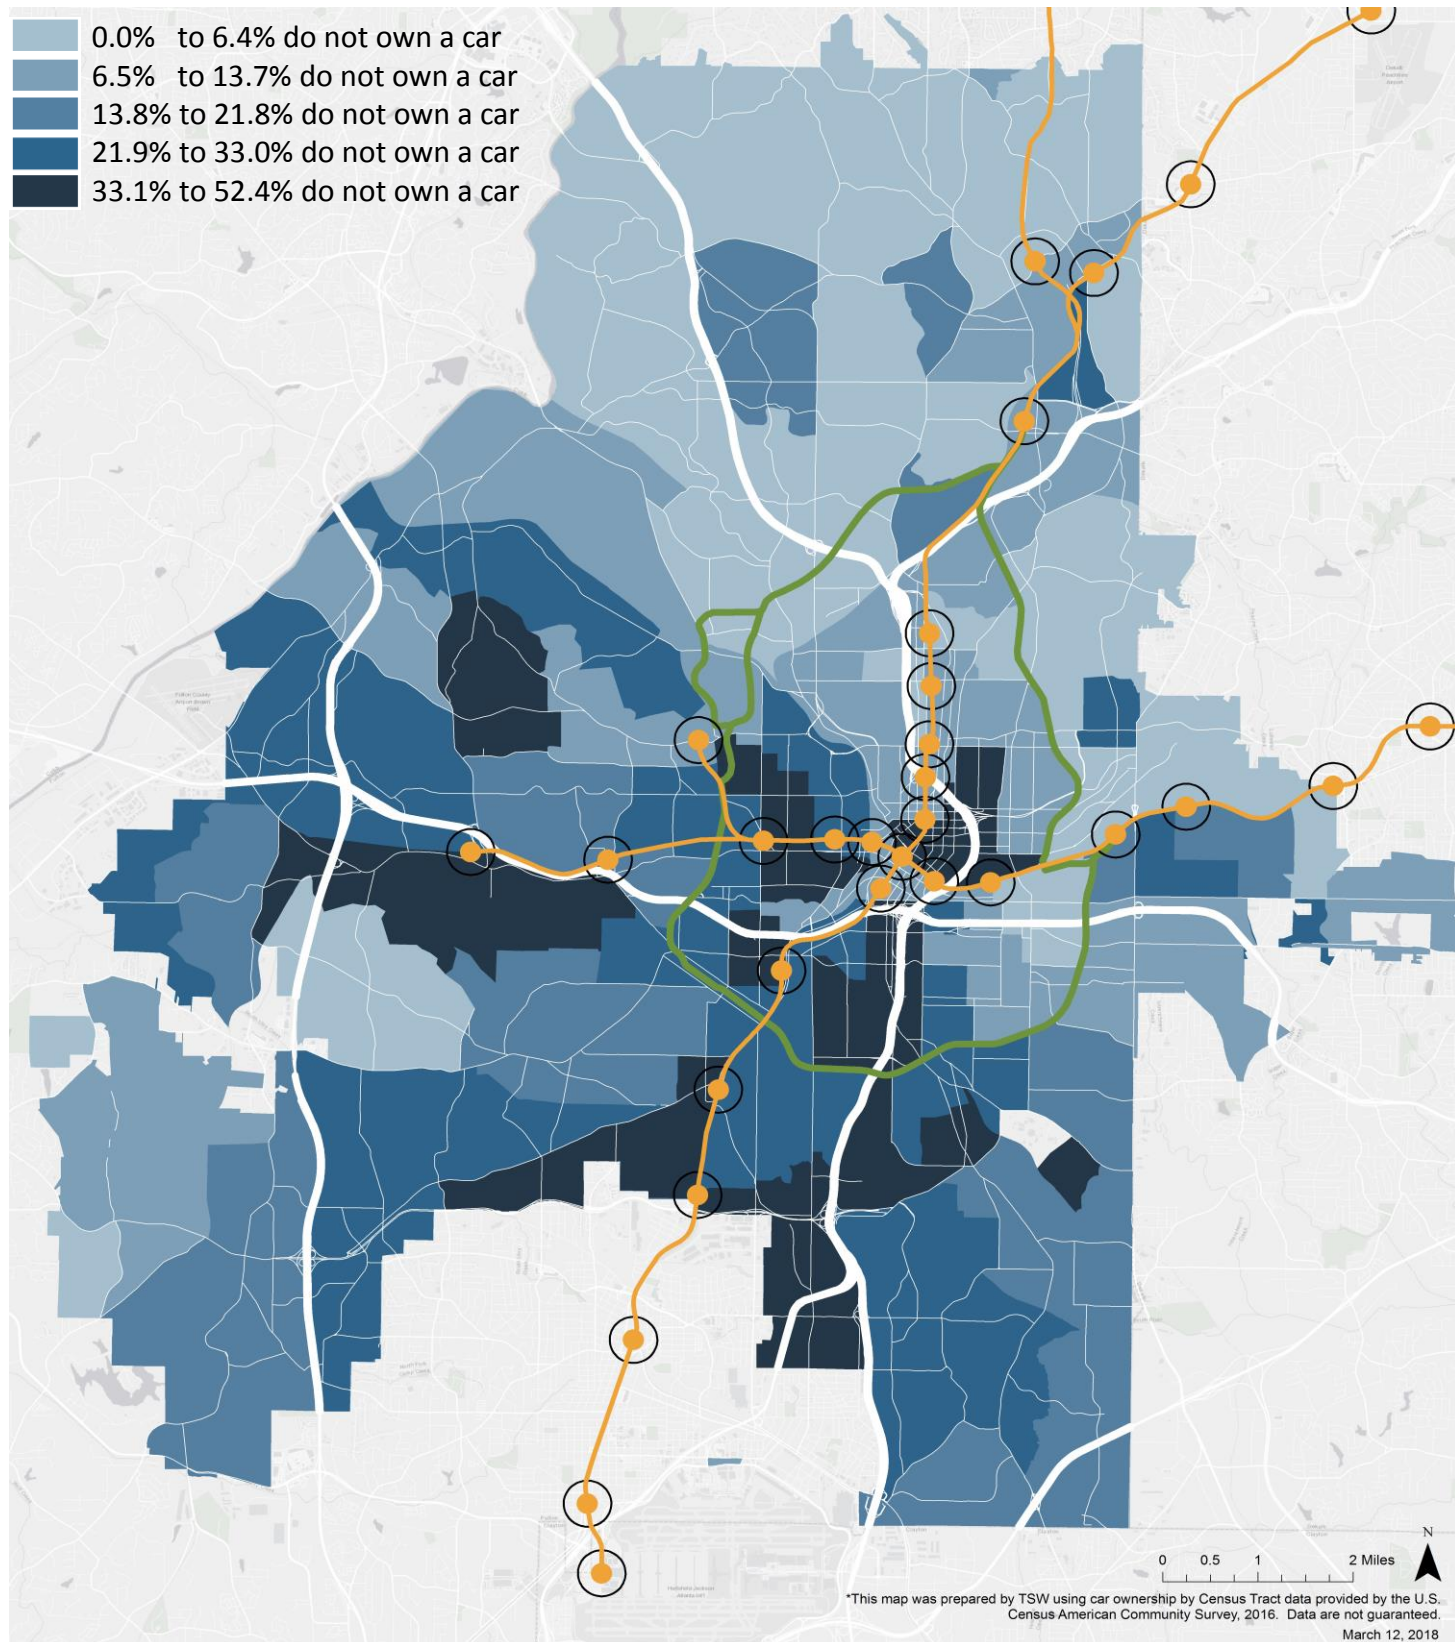 0.0% to 6.4% do not own a car
6.5% to 13.7% do not own a car
13.8% to 21.8% do not own a car
21.9% to 33.0% do not own a car
33.1% to 52.4% do not own a car
N
0 0.5 1 2 Miles
*This map was prepared by TSW using car ownership by Census Tract data provided by the U.S.
Census American Community Survey, 2016. Data are not guaranteed.
March 12, 2018